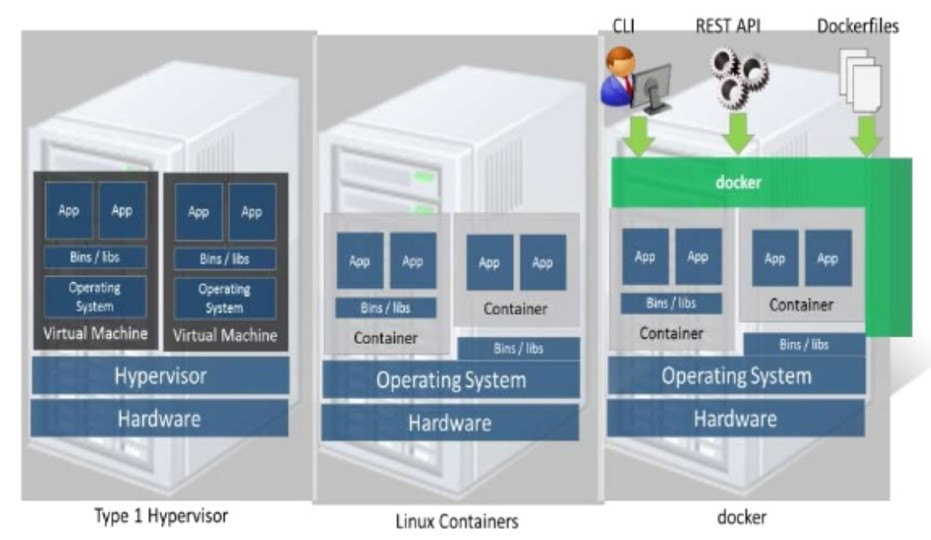 CLI
REST API
Dockerfiles
App
App
Bins / libs
Operating
System
Virtual Machine
App
App
Bins / libs
Operating
System
Virtual Machine
Hypervisor
Hardware
Type 1 Hypervisor
App
App
Bins / libs
Container
App
App
Container
Bins / libs
Operating System
Hardware
Linux Containers
docker
App
App
Bins / libs
Container
App
App
Container
Bins / libs
Operating System
Hardware
docker